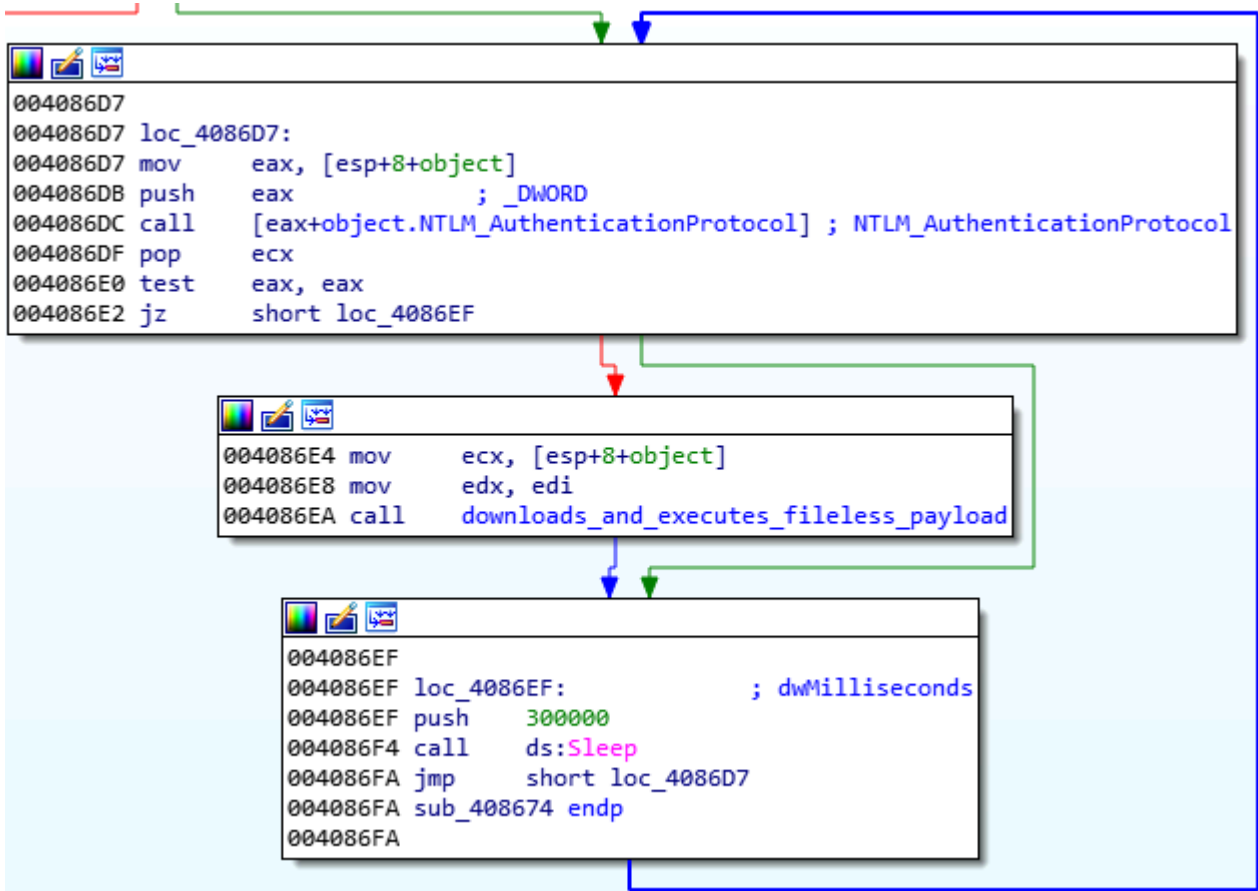 004086D7
004086D7 loc_4086D7:
004086D7 mov eax, [esp+8+object]
004086DB push eax ; _DWORD
004086DC call [eax+object.NTLM_AuthenticationProtocol] ; NTLM_AuthenticationProtocol
004086DF pop ecx
004086E0 test eax, eax
004086E2 jz short loc_4086EF
004086E4 mov ecx, [esp+8+object]
004086E8 mov edx, edi
004086EA call downloads_and_executes_fileless_payload
004086EF
004086EF loc_4086EF: ; dwMilliseconds
004086EF push 300000
004086F4 call ds:Sleep
004086FA jmp short loc_4086D7
004086FA sub_408674 endp
004086FA